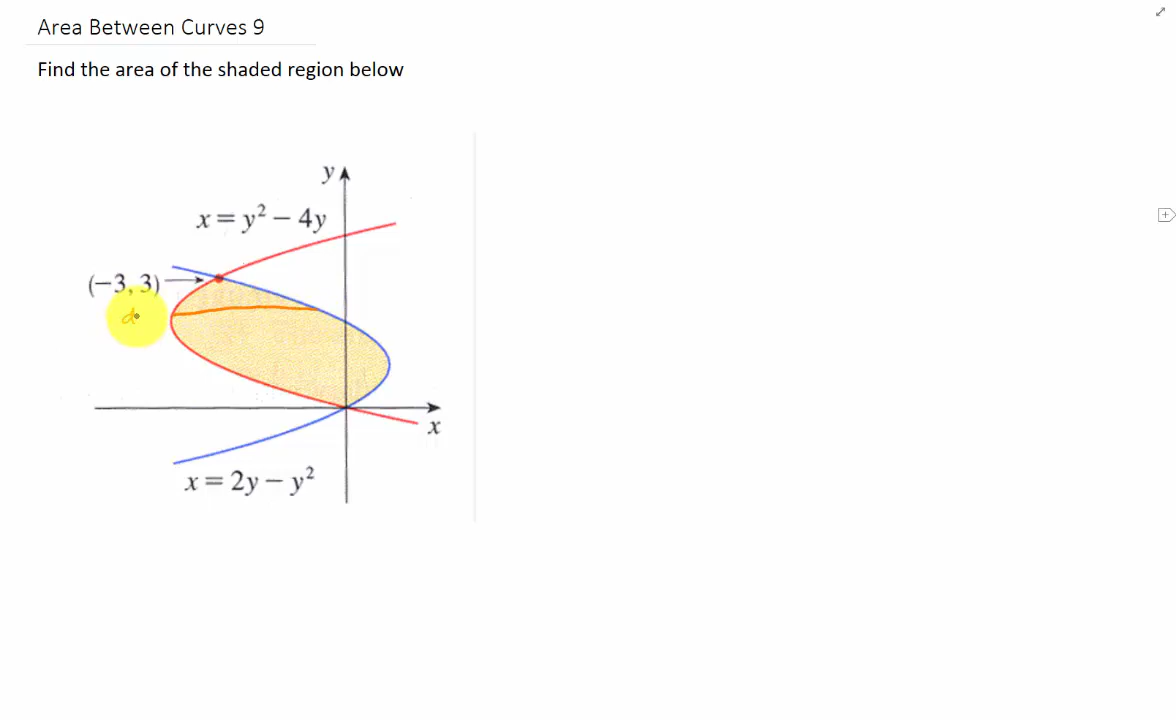 Area Between Curves 9
Find the area of the shaded region below
y
x = y² − 4y
(−3, 3)
d
x
x = 2y − y²